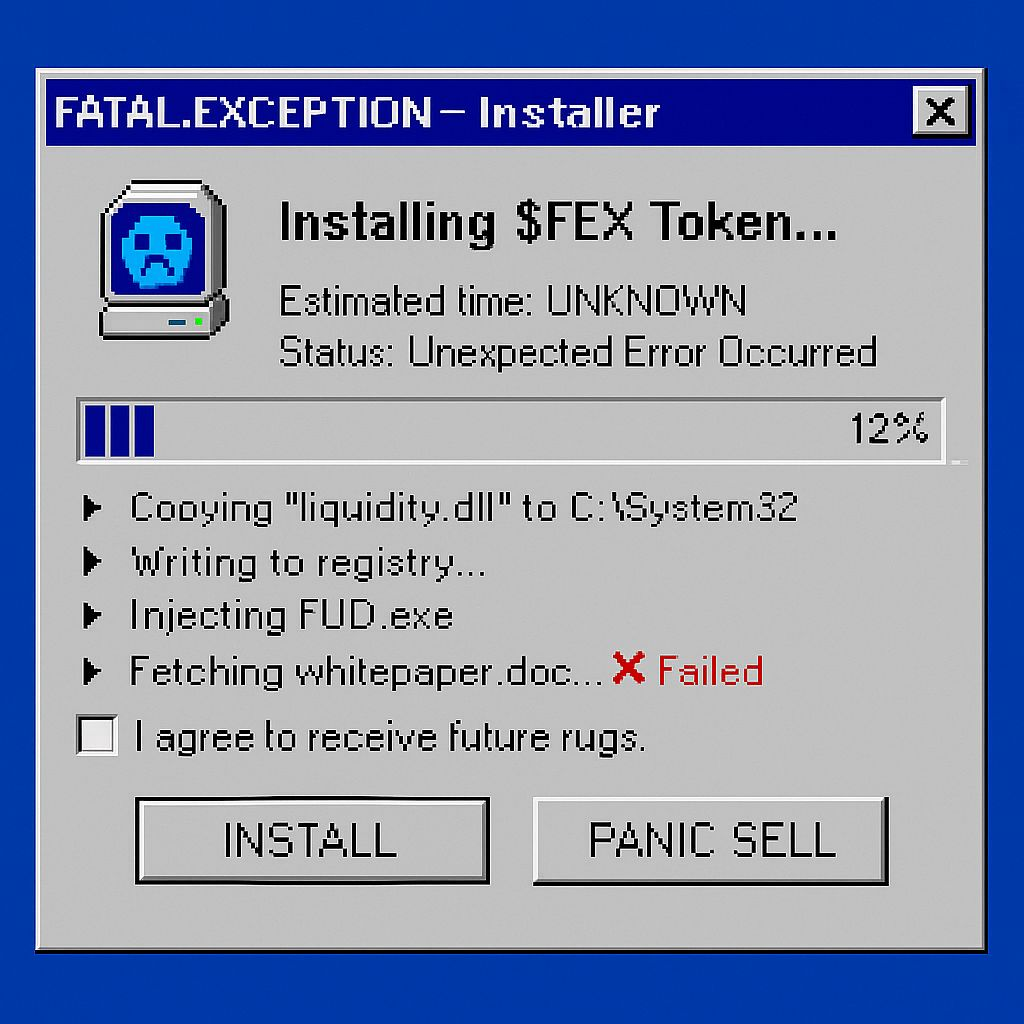 FATAL.EXCEPTION – Installer
Installing $FEX Token...
Estimated time: UNKNOWN
Status: Unexpected Error Occurred
12%
Cooying "liquidity.dll" to C:\System32
Writing to registry...
Injecting FUD.exe
Fetching whitepaper.doc... ❌ Failed
I agree to receive future rugs.
INSTALL
PANIC SELL